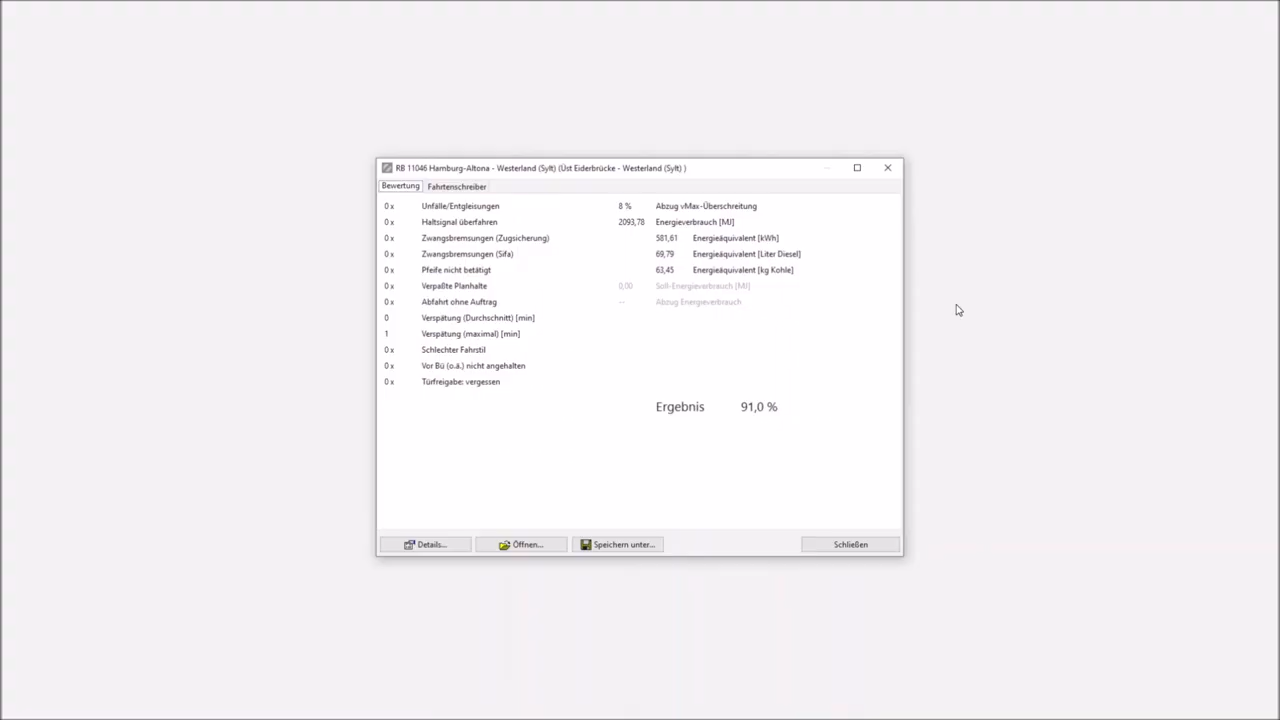 RB 11046 Hamburg-Altona - Westerland (Sylt) (Üst Eiderbrücke - Westerland (Sylt) )
Bewertung Fahrtenschreiber
0 x Unfälle/Entgleisungen 8 % Abzug vMax-Überschreitung
0 x Haltsignal überfahren 2093,78 Energieverbrauch [MJ]
0 x Zwangsbremsungen (Zugsicherung) 581,61 Energieäquivalent [kWh]
0 x Zwangsbremsungen (Sifa) 69,79 Energieäquivalent [Liter Diesel]
0 x Pfeife nicht betätigt 63,45 Energieäquivalent [kg Kohle]
0 x Verpaßte Planhalte 0,00 Soll-Energieverbrauch [MJ]
0 x Abfahrt ohne Auftrag -- Abzug Energieverbrauch
0 Verspätung (Durchschnitt) [min]
1 Verspätung (maximal) [min]
0 x Schlechter Fahrstil
0 x Vor Bü (o.ä.) nicht angehalten
0 x Türfreigabe: vergessen
Ergebnis 91,0 %
Details... Öffnen... Speichern unter... Schließen